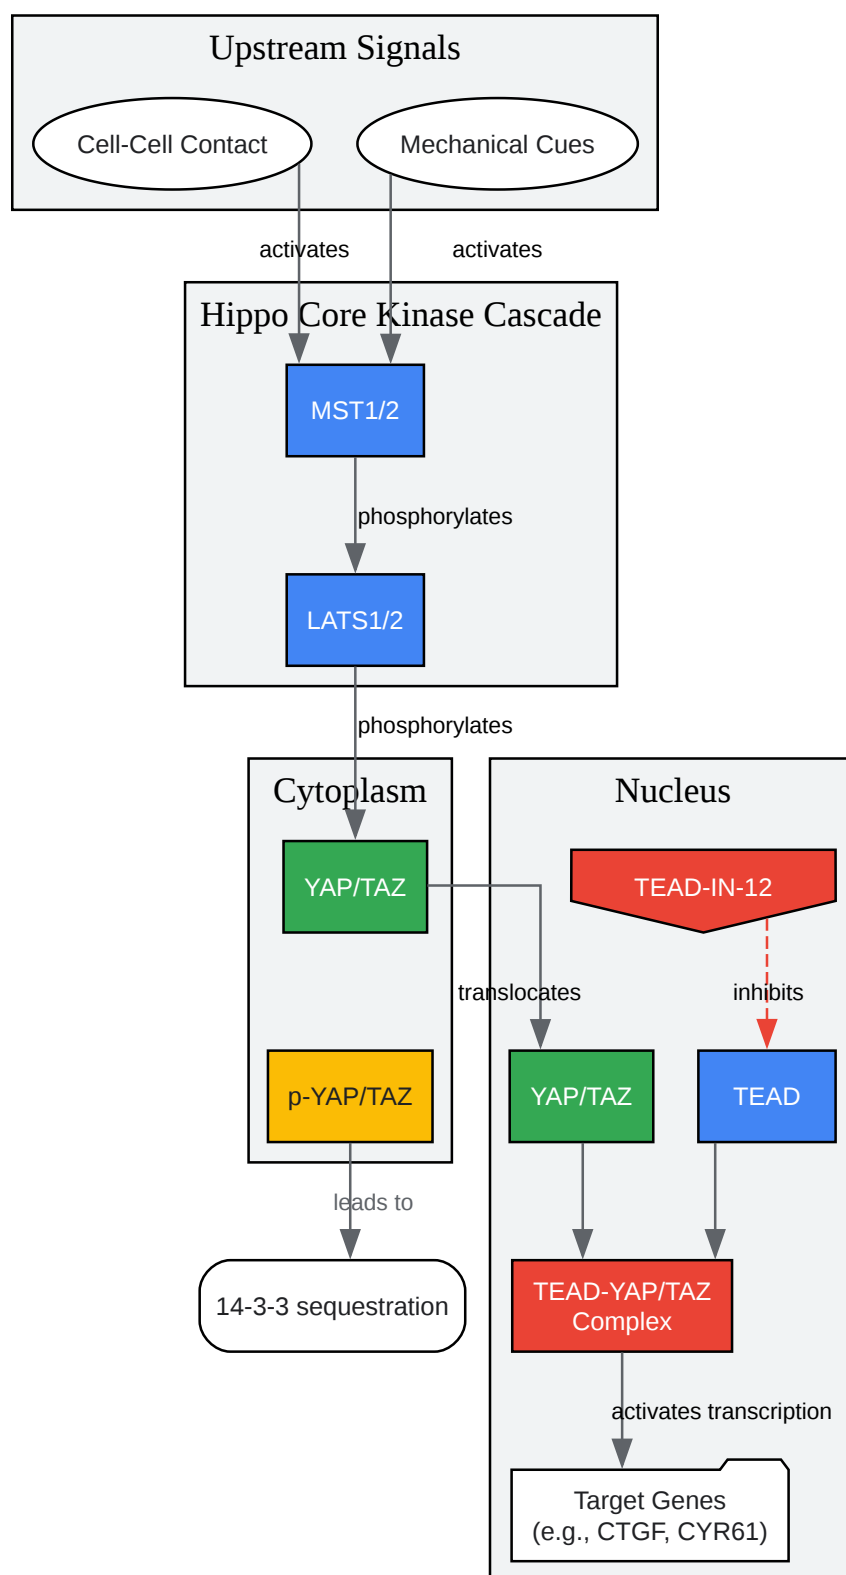 Upstream Signals
Cell-Cell Contact
Mechanical Cues
activates
activates
Hippo Core Kinase Cascade
MST1/2
phosphorylates
LATS1/2
phosphorylates
Cytoplasm
Nucleus
YAP/TAZ
TEAD-IN-12
translocates
inhibits
p-YAP/TAZ
YAP/TAZ
TEAD
leads to
14-3-3 sequestration
TEAD-YAP/TAZ
Complex
activates transcription
Target Genes
(e.g., CTGF, CYR61)